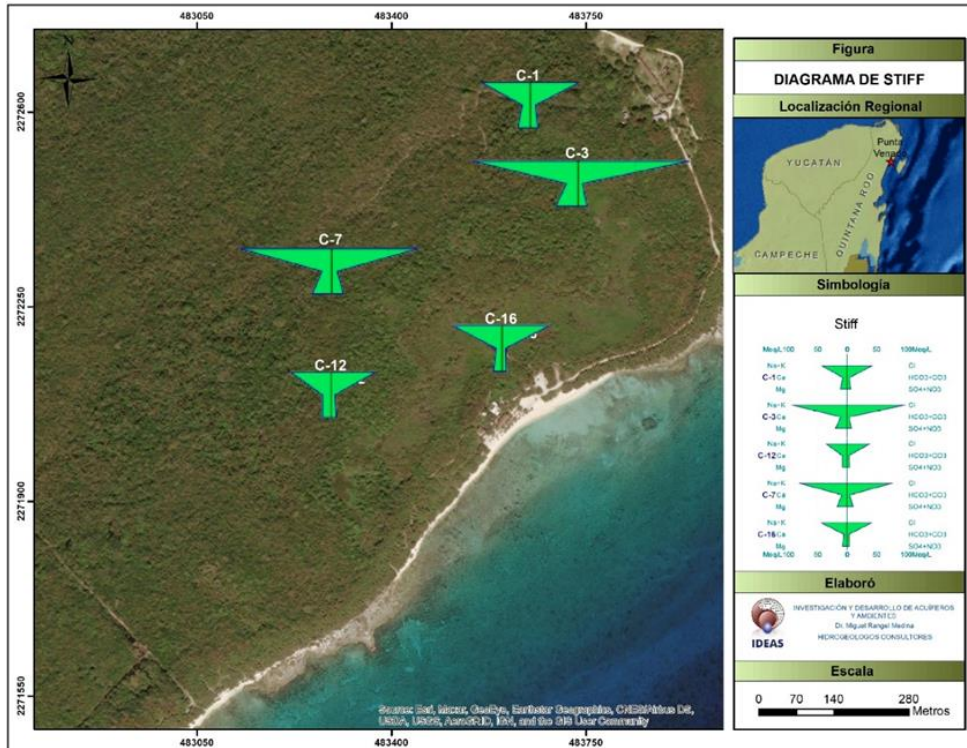 483050 483400 483750
2272600
2272250
2271900
2271550
N
C-1
C-3
C-7
C-16
C-12
Source: Esri, Maxar, GeoEye, Earthstar Geographics, CNES/Airbus DS,
USDA, USGS, AeroGRID, IGN, and the GIS User Community
483050 483400 483750
Figura
DIAGRAMA DE STIFF
Localización Regional
Punta
YUCATÁN
QUINTANA ROO
CAMPECHE
Simbología
Stiff
Meq/L100 50 0 50 100Meq/L
Na+K Cl
C-1 Ca HCO3+CO3
Mg SO4+NO3
Na+K Cl
C-3 Ca HCO3+CO3
Mg SO4+NO3
Na+K Cl
C-12 Ca HCO3+CO3
Mg SO4+NO3
Na+K Cl
C-7 Ca HCO3+CO3
Mg SO4+NO3
Na+K Cl
C-16 Ca HCO3+CO3
Mg SO4+NO3
Meq/L100 50 0 50 100Meq/L
Elaboró
IDEAS
INVESTIGACIÓN Y DESARROLLO DE ACUÍFEROS
Y AMBIENTES
Dr. Miguel Rangel Medina
HIDROGEOLOGOS CONSULTORES
Escala
0 70 140 280
Metros